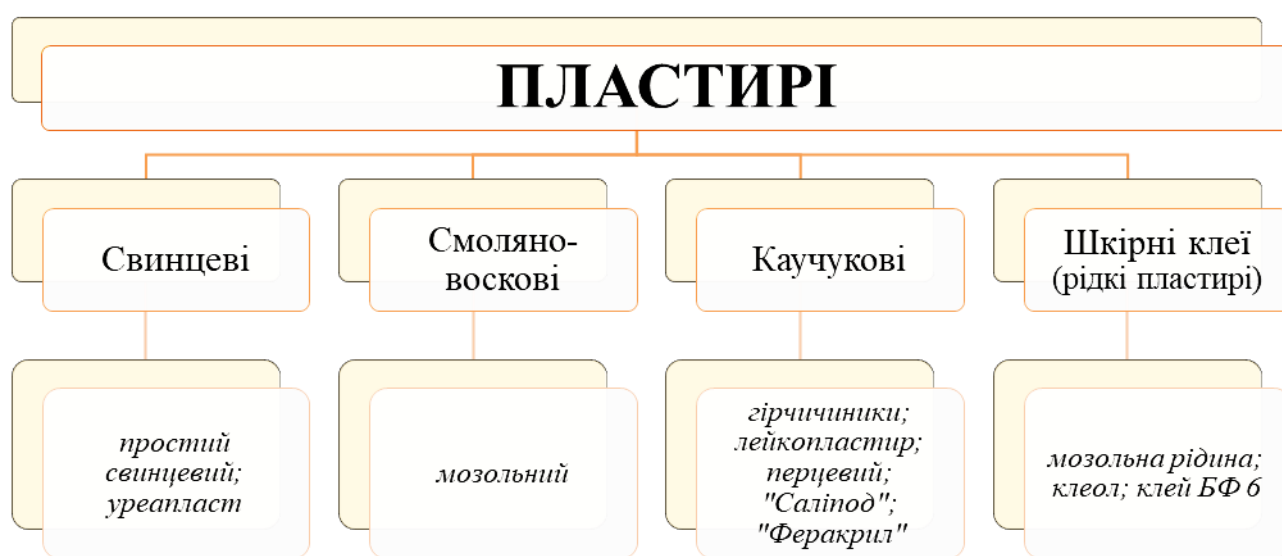 ПЛАСТИРІ
Свинцеві
Смоляно-
воскові
Каучукові
Шкірні клеї
(рідкі пластирі)
простий
свинцевий;
уреапласт
мозольний
гірчичиники;
лейкопластир;
перцевий;
"Саліпод";
"Феракрил"
мозольна рідина;
клеол; клей БФ 6